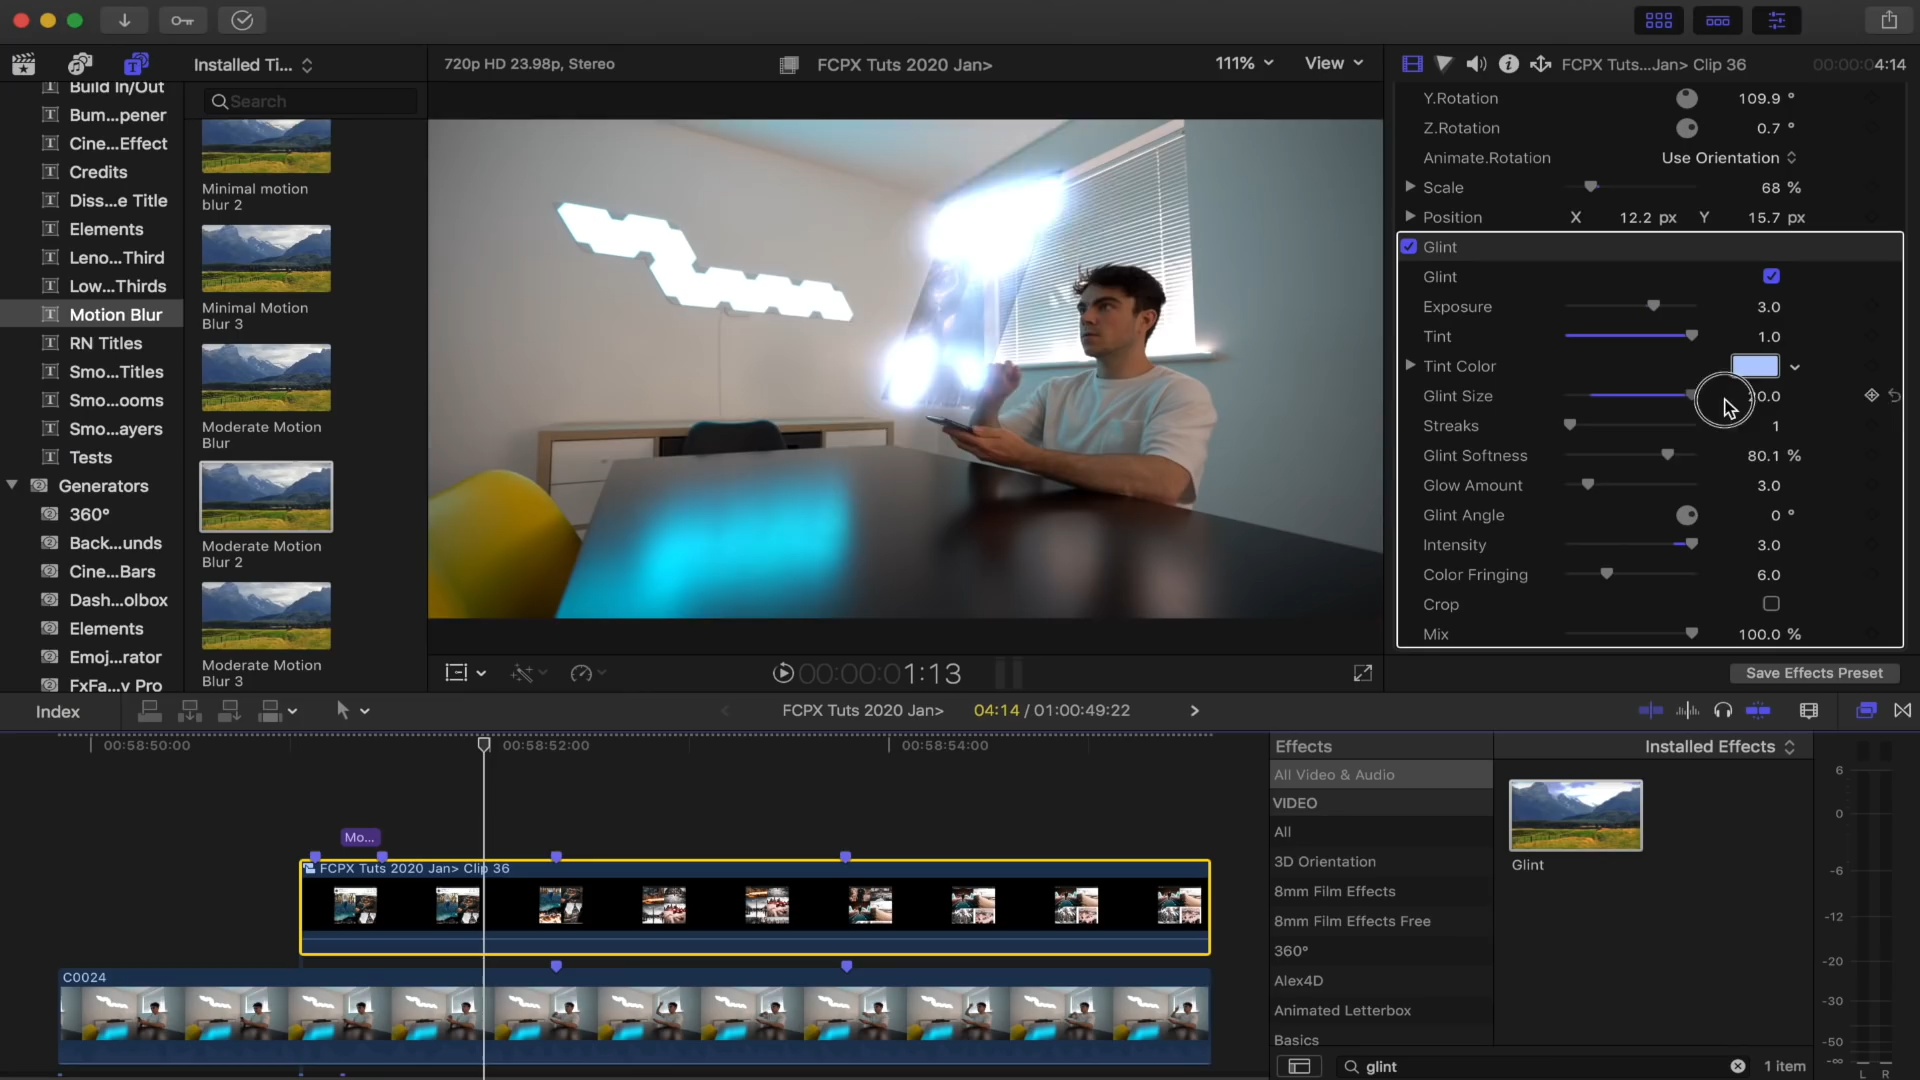 Installed Ti...
720p HD 23.98p, Stereo
FCPX Tuts 2020 Jan>
111%
View
FCPX Tuts...Jan> Clip 36
00:00:04:14
Build In/Out
Bum...pener
Cine...Effect
Credits
Diss...e Title
Elements
Leno...Third
Low...Thirds
Motion Blur
RN Titles
Smo...Titles
Smo...ooms
Smo...ayers
Tests
Generators
360°
Back...unds
Cine...Bars
Dash...olbox
Elements
Emoj...rator
FxFa...y Pro
Search
Minimal motion
blur 2
Minimal Motion
Blur 3
Moderate Motion
Blur
Moderate Motion
Blur 2
Moderate Motion
Blur 3
Y.Rotation 109.9 °
Z.Rotation 0.7 °
Animate.Rotation Use Orientation
Scale 68 %
Position X 12.2 px Y 15.7 px
Glint
Glint
Exposure 3.0
Tint 1.0
Tint Color
Glint Size 0.0
Streaks 1
Glint Softness 80.1 %
Glow Amount 3.0
Glint Angle 0 °
Intensity 3.0
Color Fringing 6.0
Crop
Mix 100.0 %
Save Effects Preset
00:00:01:13
Index
FCPX Tuts 2020 Jan>
04:14 / 01:00:49:22
00:58:50:00
00:58:52:00
00:58:54:00
Mo...
FCPX Tuts 2020 Jan> Clip 36
C0024
Effects
Installed Effects
All Video & Audio
VIDEO
All
3D Orientation
8mm Film Effects
8mm Film Effects Free
360°
Alex4D
Animated Letterbox
Basics
Glint
glint
1 item
6
0
-6
-12
-20
-30
-50
-∞
L R